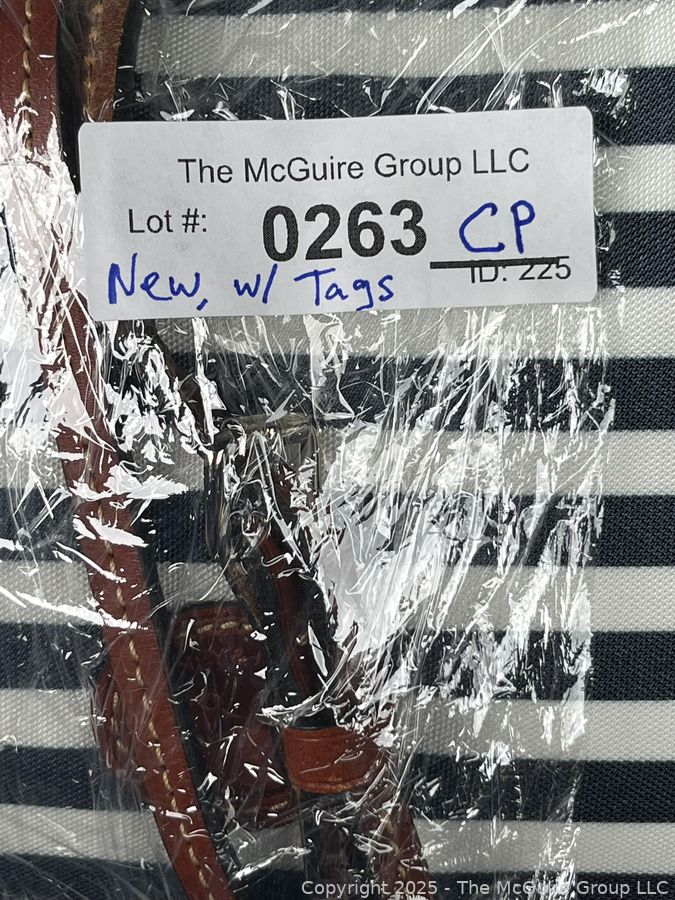 The McGuire Group LLC
Lot #: 0263 CP
New, w/ Tags ID: 225
Copyright 2025 - The McGuire Group LLC